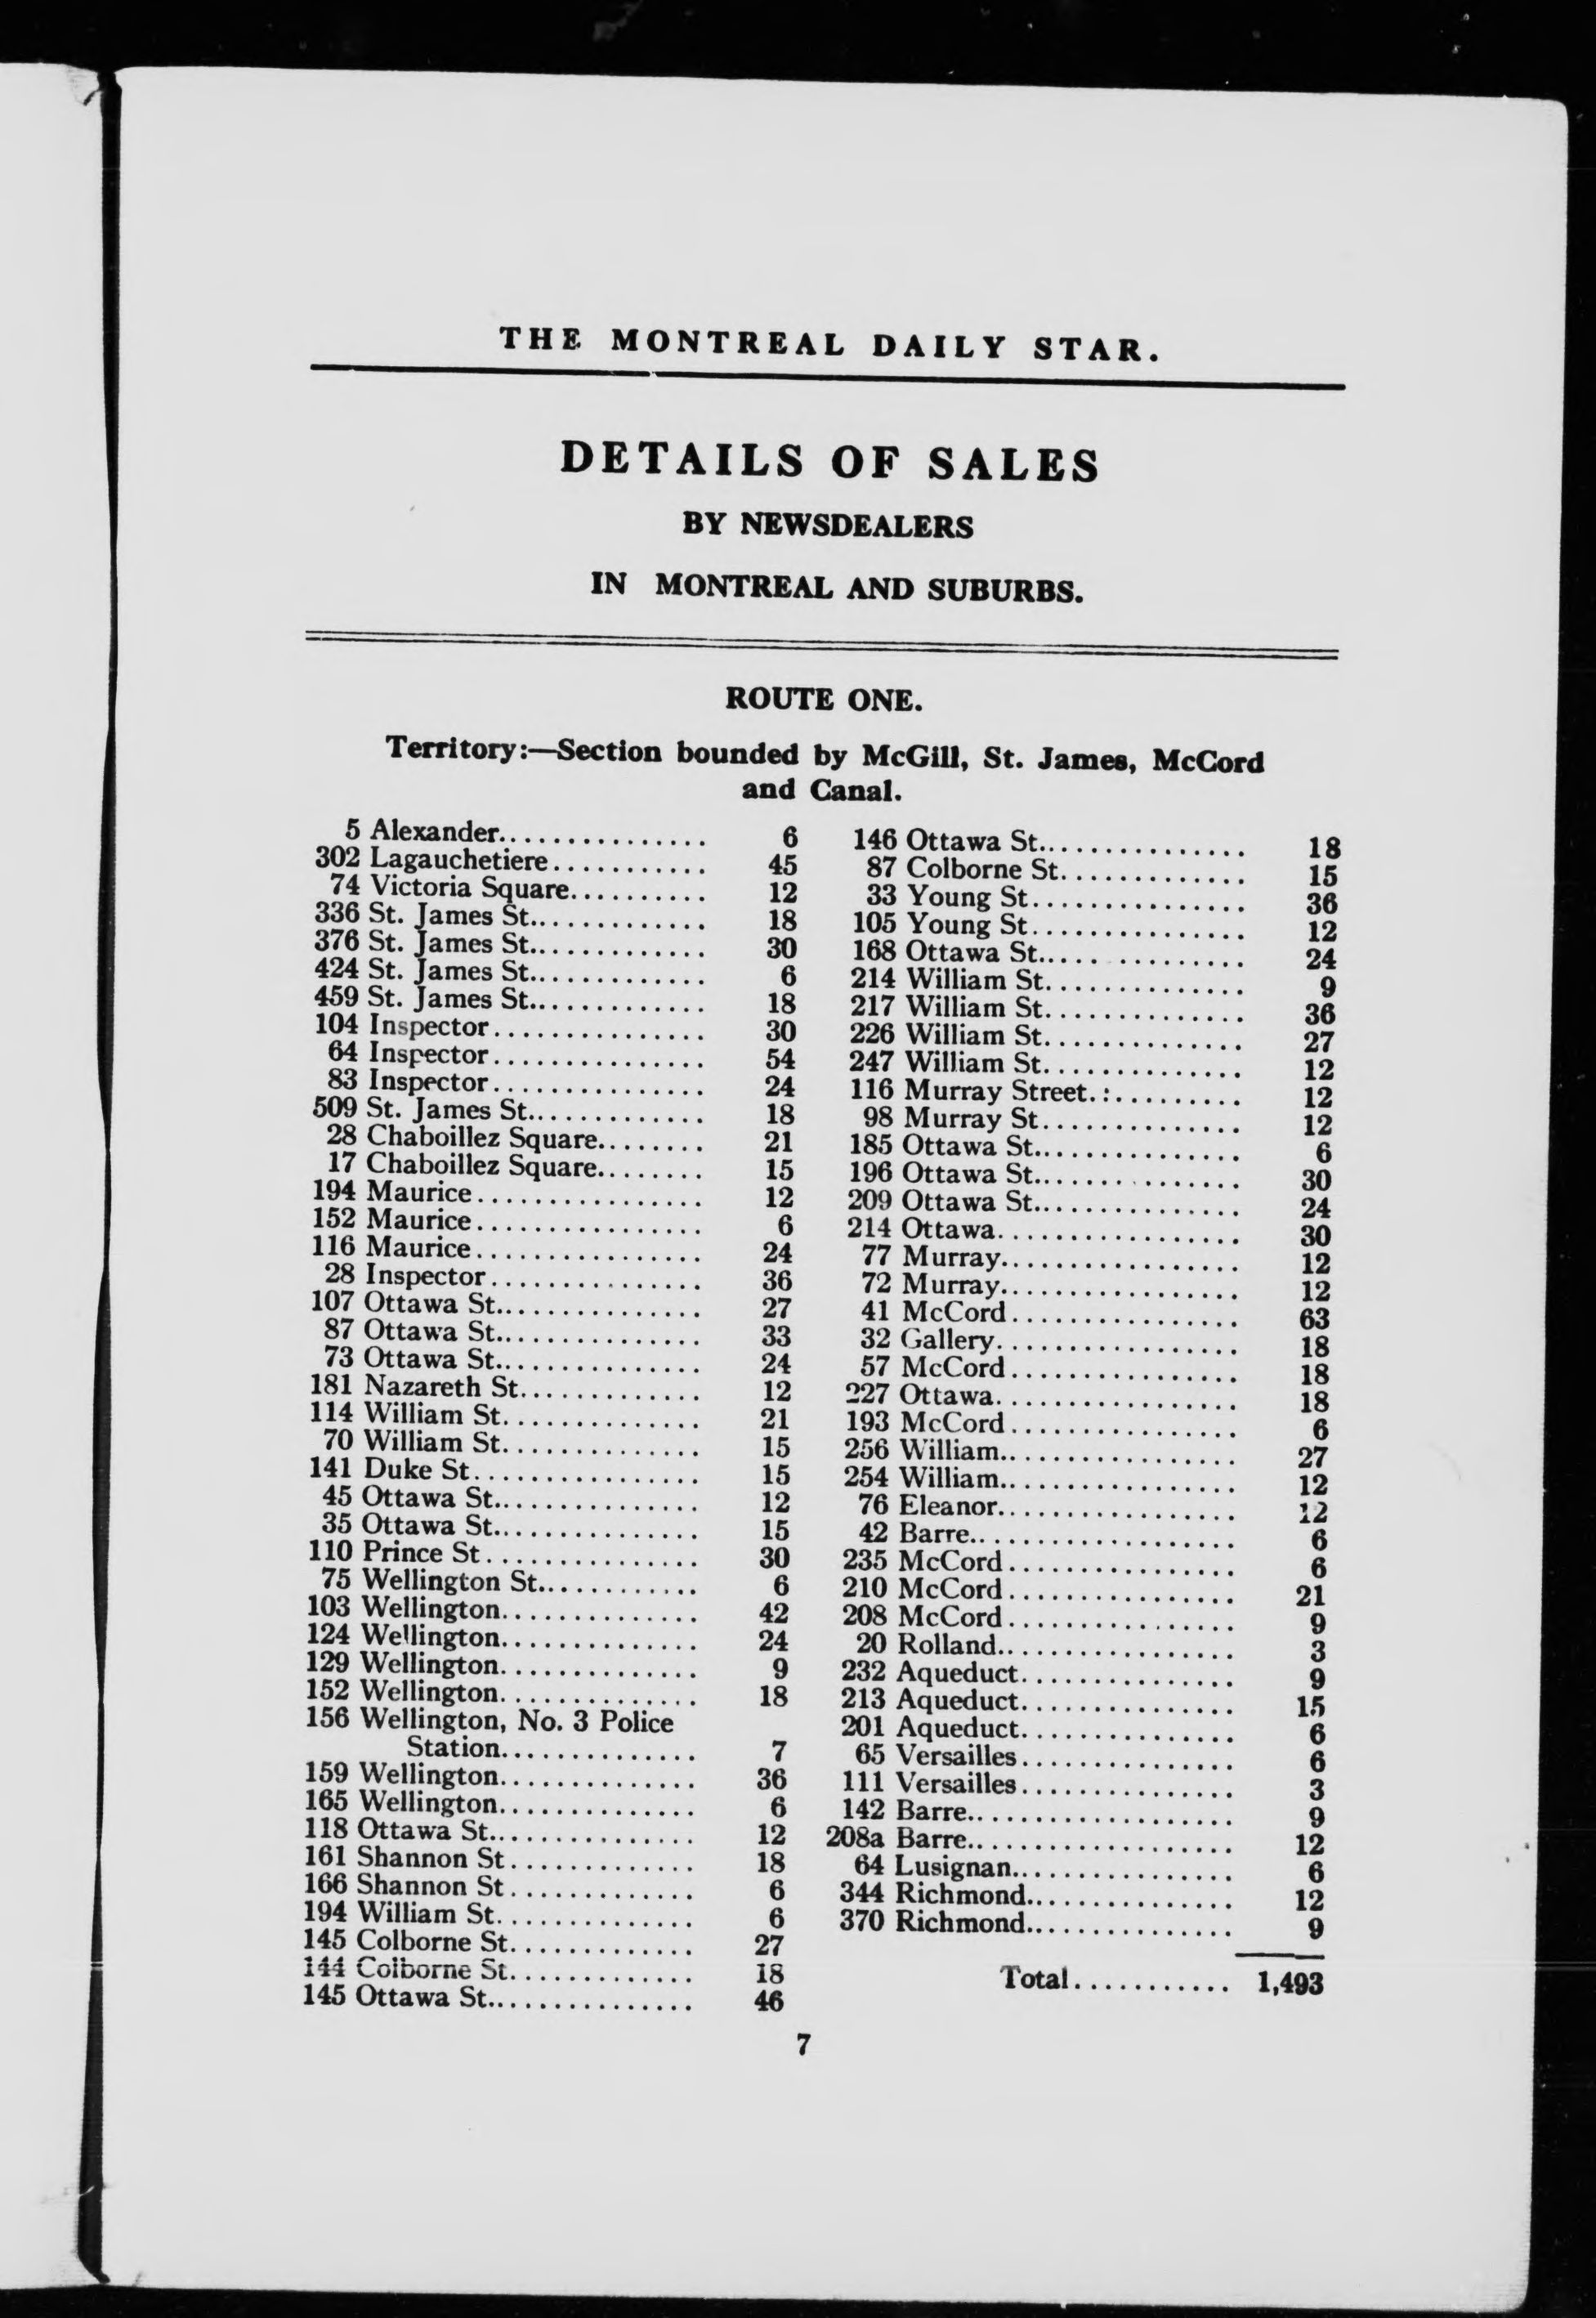 THE MONTREAL DAILY STAR.
DETAILS OF SALES
BY NEWSDEALERS
IN MONTREAL AND SUBURBS.
ROUTE ONE.
Territory:—Section bounded by McGill, St. James, McCord
and Canal.
5 Alexander............... 6
302 Lagauchetiere............ 45
74 Victoria Square.......... 12
336 St. James St............. 18
376 St. James St............. 30
424 St. James St............. 6
459 St. James St............. 18
104 Inspector............... 30
64 Inspector............... 54
83 Inspector............... 24
509 St. James St............. 18
28 Chaboillez Square........ 21
17 Chaboillez Square........ 15
194 Maurice................ 12
152 Maurice................ 6
116 Maurice................ 24
28 Inspector............... 36
107 Ottawa St............... 27
87 Ottawa St............... 33
73 Ottawa St............... 24
181 Nazareth St............. 12
114 William St.............. 21
70 William St.............. 15
141 Duke St................ 15
45 Ottawa St............... 12
35 Ottawa St............... 15
110 Prince St............... 30
75 Wellington St............ 6
103 Wellington.............. 42
124 Wellington.............. 24
129 Wellington.............. 9
152 Wellington.............. 18
156 Wellington, No. 3 Police
Station.............. 7
159 Wellington.............. 36
165 Wellington.............. 6
118 Ottawa St............... 12
161 Shannon St............. 18
166 Shannon St............. 6
194 William St.............. 6
145 Colborne St............. 27
144 Colborne St............. 18
145 Ottawa St............... 46
146 Ottawa St............... 18
87 Colborne St............. 15
33 Young St............... 36
105 Young St............... 12
168 Ottawa St............... 24
214 William St.............. 9
217 William St.............. 36
226 William St.............. 27
247 William St.............. 12
116 Murray Street.:......... 12
98 Murray St.............. 12
185 Ottawa St............... 6
196 Ottawa St............... 30
209 Ottawa St............... 24
214 Ottawa................. 30
77 Murray................. 12
72 Murray................. 12
41 McCord................ 63
32 Gallery................. 18
57 McCord................ 18
227 Ottawa................. 18
193 McCord................ 6
256 William................. 27
254 William................. 12
76 Eleanor................. 12
42 Barre................... 6
235 McCord................ 6
210 McCord................ 21
208 McCord................ 9
20 Rolland................. 3
232 Aqueduct............... 9
213 Aqueduct............... 15
201 Aqueduct............... 6
65 Versailles............... 6
111 Versailles............... 3
142 Barre................... 9
208a Barre................... 12
64 Lusignan................ 6
344 Richmond............... 12
370 Richmond............... 9
Total........... 1,493
7